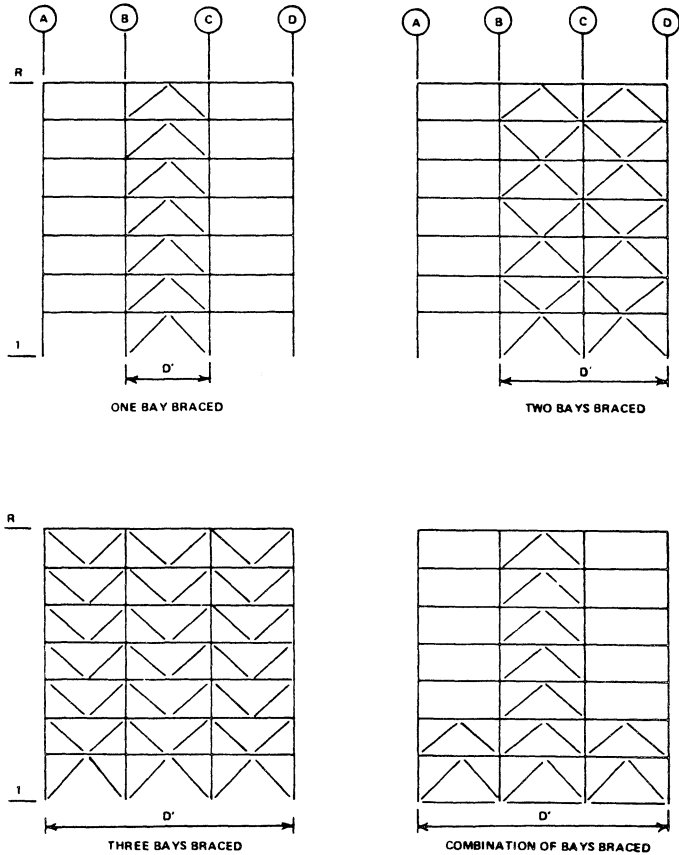 A B C D
A B C D
R
1
D'
D'
ONE BAY BRACED
TWO BAYS BRACED
R
1
D'
D'
THREE BAYS BRACED
COMBINATION OF BAYS BRACED